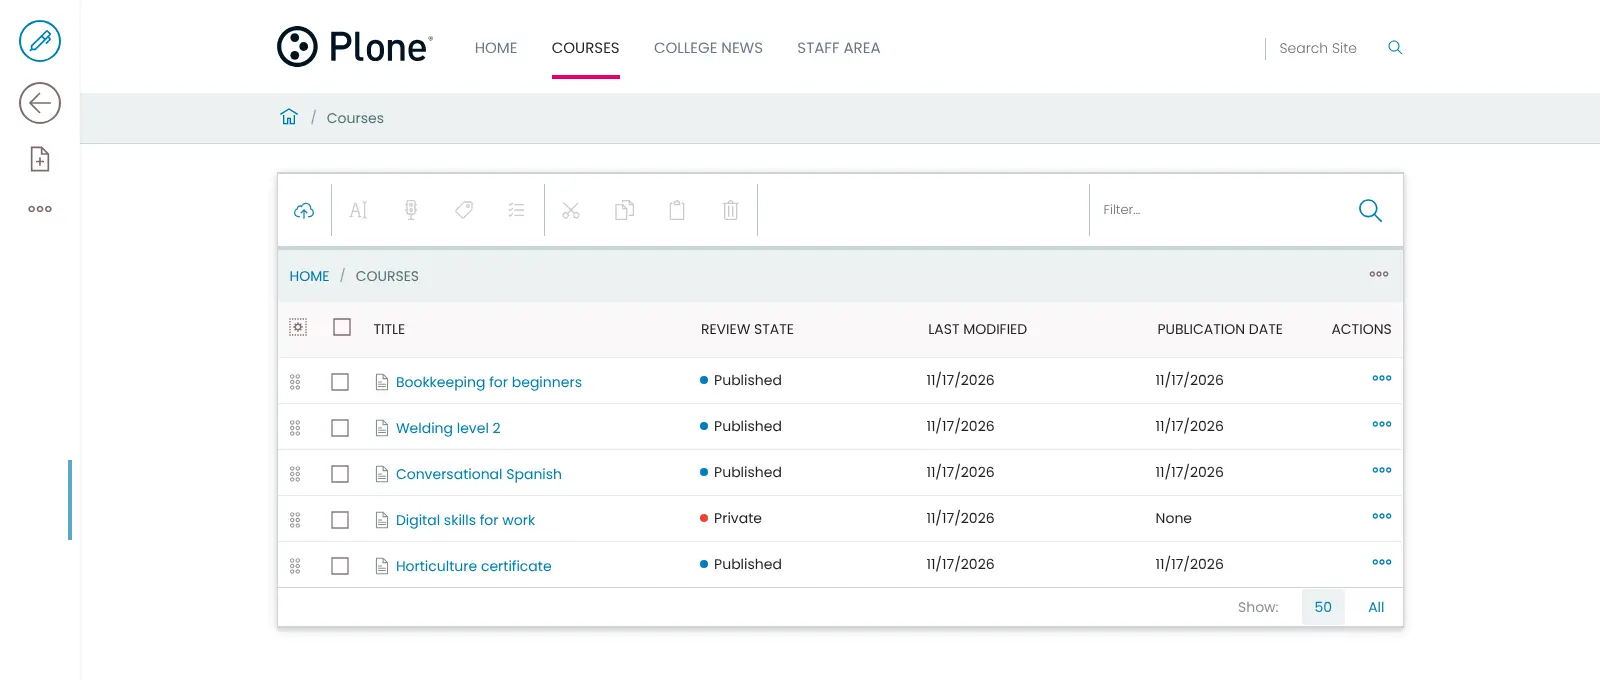 Plone®
HOME COURSES COLLEGE NEWS STAFF AREA
Search Site
/ Courses
Filter...
HOME / COURSES
TITLE REVIEW STATE LAST MODIFIED PUBLICATION DATE ACTIONS
Bookkeeping for beginners Published 11/17/2026 11/17/2026
Welding level 2 Published 11/17/2026 11/17/2026
Conversational Spanish Published 11/17/2026 11/17/2026
Digital skills for work Private 11/17/2026 None
Horticulture certificate Published 11/17/2026 11/17/2026
Show: 50 All